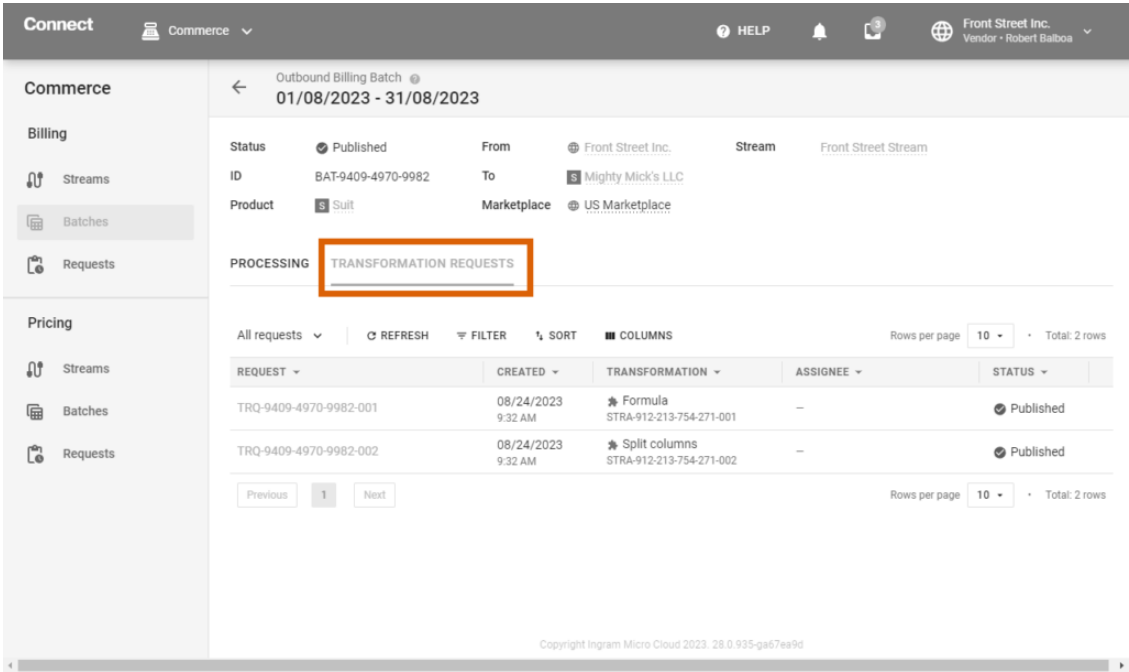 Connect
Commerce
HELP
3
Front Street Inc.
Vendor • Robert Balboa
Commerce
Billing
Streams
Batches
Requests
Pricing
Streams
Batches
Requests
Outbound Billing Batch ?
01/08/2023 - 31/08/2023
Status Published From Front Street Inc. Stream Front Street Stream
ID BAT-9409-4970-9982 To S Mighty Mick's LLC
Product S Suit Marketplace US Marketplace
PROCESSING TRANSFORMATION REQUESTS
All requests REFRESH FILTER SORT COLUMNS Rows per page 10 • Total: 2 rows
REQUEST CREATED TRANSFORMATION ASSIGNEE STATUS
TRQ-9409-4970-9982-001 08/24/2023 Formula – Published
9:32 AM STRA-912-213-754-271-001
TRQ-9409-4970-9982-002 08/24/2023 Split columns – Published
9:32 AM STRA-912-213-754-271-002
Previous 1 Next Rows per page 10 • Total: 2 rows
Copyright Ingram Micro Cloud 2023. 28.0.935-ga67ea9d